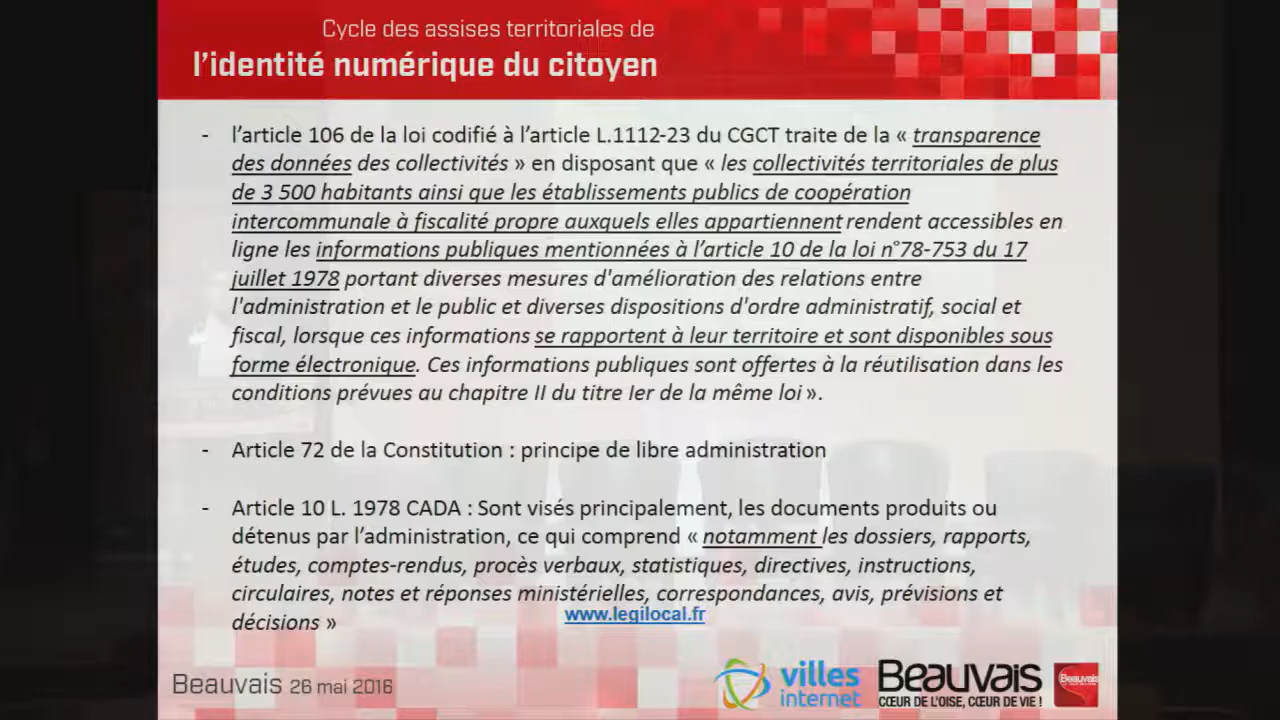 Cycle des assises territoriales de
l'identité numérique du citoyen
- l'article 106 de la loi codifié à l'article L.1112-23 du CGCT traite de la « transparence
des données des collectivités » en disposant que « les collectivités territoriales de plus
de 3 500 habitants ainsi que les établissements publics de coopération
intercommunale à fiscalité propre auxquels elles appartiennent rendent accessibles en
ligne les informations publiques mentionnées à l'article 10 de la loi n°78-753 du 17
juillet 1978 portant diverses mesures d'amélioration des relations entre
l'administration et le public et diverses dispositions d'ordre administratif, social et
fiscal, lorsque ces informations se rapportent à leur territoire et sont disponibles sous
forme électronique. Ces informations publiques sont offertes à la réutilisation dans les
conditions prévues au chapitre II du titre Ier de la même loi ».
- Article 72 de la Constitution : principe de libre administration
- Article 10 L. 1978 CADA : Sont visés principalement, les documents produits ou
détenus par l'administration, ce qui comprend « notamment les dossiers, rapports,
études, comptes-rendus, procès verbaux, statistiques, directives, instructions,
circulaires, notes et réponses ministérielles, correspondances, avis, prévisions et
décisions »
www.legilocal.fr
Beauvais 26 mai 2016
villes
internet
Beauvais
CŒUR DE L'OISE, CŒUR DE VIE !
Beauvais